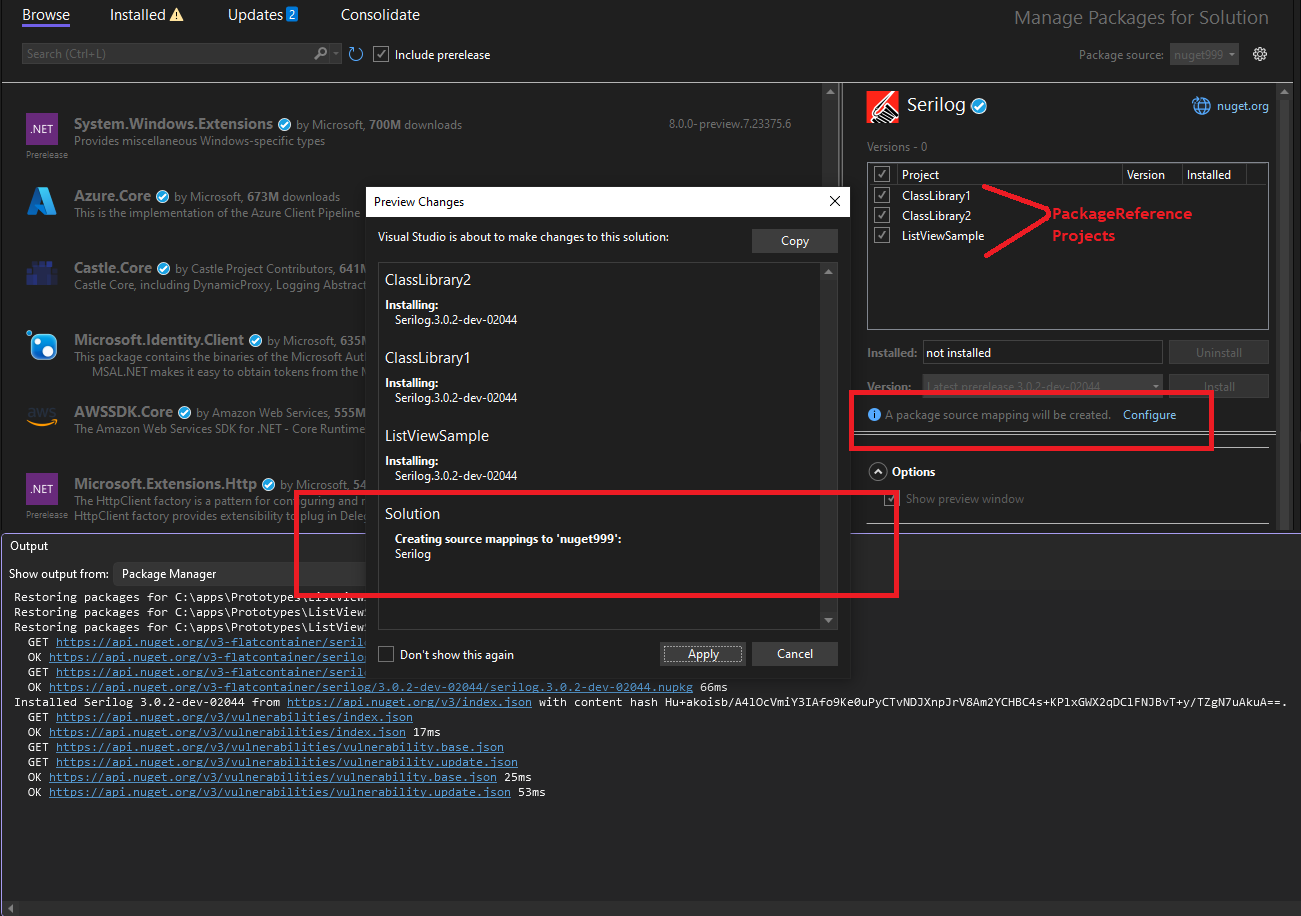 Browse Installed Updates 2 Consolidate
Manage Packages for Solution
Search (Ctrl+L) Include prerelease
Package source: nuget999
.NET
Prerelease
System.Windows.Extensions by Microsoft, 700M downloads
8.0.0-preview.7.23375.6
Provides miscellaneous Windows-specific types
Azure.Core by Microsoft, 673M downloads
This is the implementation of the Azure Client Pipeline
Castle.Core by Castle Project Contributors, 641M
Castle Core, including DynamicProxy, Logging Abstract
Microsoft.Identity.Client by Microsoft, 635M
This package contains the binaries of the Microsoft Aut
MSAL.NET makes it easy to obtain tokens from the M
aws
AWSSDK.Core by Amazon Web Services, 555M
The Amazon Web Services SDK for .NET - Core Runtime
.NET
Prerelease
Microsoft.Extensions.Http by Microsoft, 54
The HttpClient factory is a pattern for configuring and r
HttpClient factory provides extensibility to plug in Dele
Serilog
nuget.org
Versions - 0
Project Version Installed
ClassLibrary1
ClassLibrary2
ListViewSample
PackageReference
Projects
Installed: not installed Uninstall
Version: Latest prerelease 3.0.2-dev-02044 Install
A package source mapping will be created. Configure
Options
Show preview window
Preview Changes
Visual Studio is about to make changes to this solution:
Copy
ClassLibrary2
Installing:
Serilog.3.0.2-dev-02044
ClassLibrary1
Installing:
Serilog.3.0.2-dev-02044
ListViewSample
Installing:
Serilog.3.0.2-dev-02044
Solution
Creating source mappings to 'nuget999':
Serilog
Don't show this again
Apply Cancel
Output
Show output from: Package Manager
Restoring packages for C:\apps\Prototypes\ListViewS
Restoring packages for C:\apps\Prototypes\ListViewS
Restoring packages for C:\apps\Prototypes\ListViewS
GET https://api.nuget.org/v3-flatcontainer/serilo
OK https://api.nuget.org/v3-flatcontainer/serilog
GET https://api.nuget.org/v3-flatcontainer/serilo
OK https://api.nuget.org/v3-flatcontainer/serilog/3.0.2-dev-02044/serilog.3.0.2-dev-02044.nupkg 66ms
Installed Serilog 3.0.2-dev-02044 from https://api.nuget.org/v3/index.json with content hash Hu+akoisb/A4lOcVmiY3IAfo9Ke0uPyCTvNDJXnpJrV8Am2YCHBC4s+KPlxGWX2qDClFNJBvT+y/TZgN7uAkuA==.
GET https://api.nuget.org/v3/vulnerabilities/index.json
OK https://api.nuget.org/v3/vulnerabilities/index.json 17ms
GET https://api.nuget.org/v3/vulnerabilities/vulnerability.base.json
GET https://api.nuget.org/v3/vulnerabilities/vulnerability.update.json
OK https://api.nuget.org/v3/vulnerabilities/vulnerability.base.json 25ms
OK https://api.nuget.org/v3/vulnerabilities/vulnerability.update.json 53ms